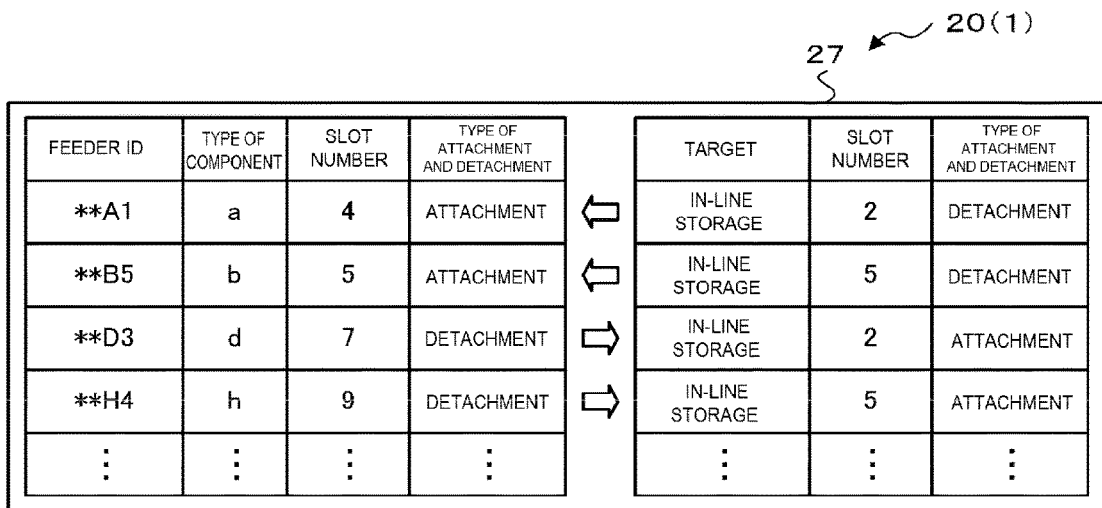 20(1)
27
FEEDER ID
TYPE OF
COMPONENT
SLOT
NUMBER
TYPE OF
ATTACHMENT
AND DETACHMENT
TARGET
SLOT
NUMBER
TYPE OF
ATTACHMENT
AND DETACHMENT
**A1
a
4
ATTACHMENT
IN-LINE
STORAGE
2
DETACHMENT
**B5
b
5
ATTACHMENT
IN-LINE
STORAGE
5
DETACHMENT
**D3
d
7
DETACHMENT
IN-LINE
STORAGE
2
ATTACHMENT
**H4
h
9
DETACHMENT
IN-LINE
STORAGE
5
ATTACHMENT